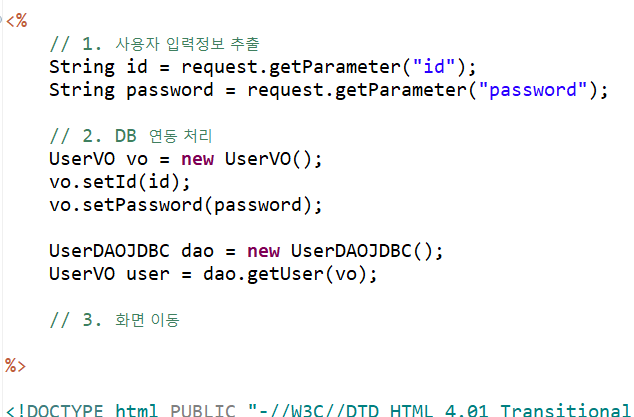 <%
// 1. 사용자 입력정보 추출
String id = request.getParameter("id");
String password = request.getParameter("password");
// 2. DB 연동 처리
UserVO vo = new UserVO();
vo.setId(id);
vo.setPassword(password);
UserDAOJDBC dao = new UserDAOJDBC();
UserVO user = dao.getUser(vo);
// 3. 화면 이동
%>
<!DOCTYPE html PUBLIC "-//W3C//DTD HTML 4.01 Transitional